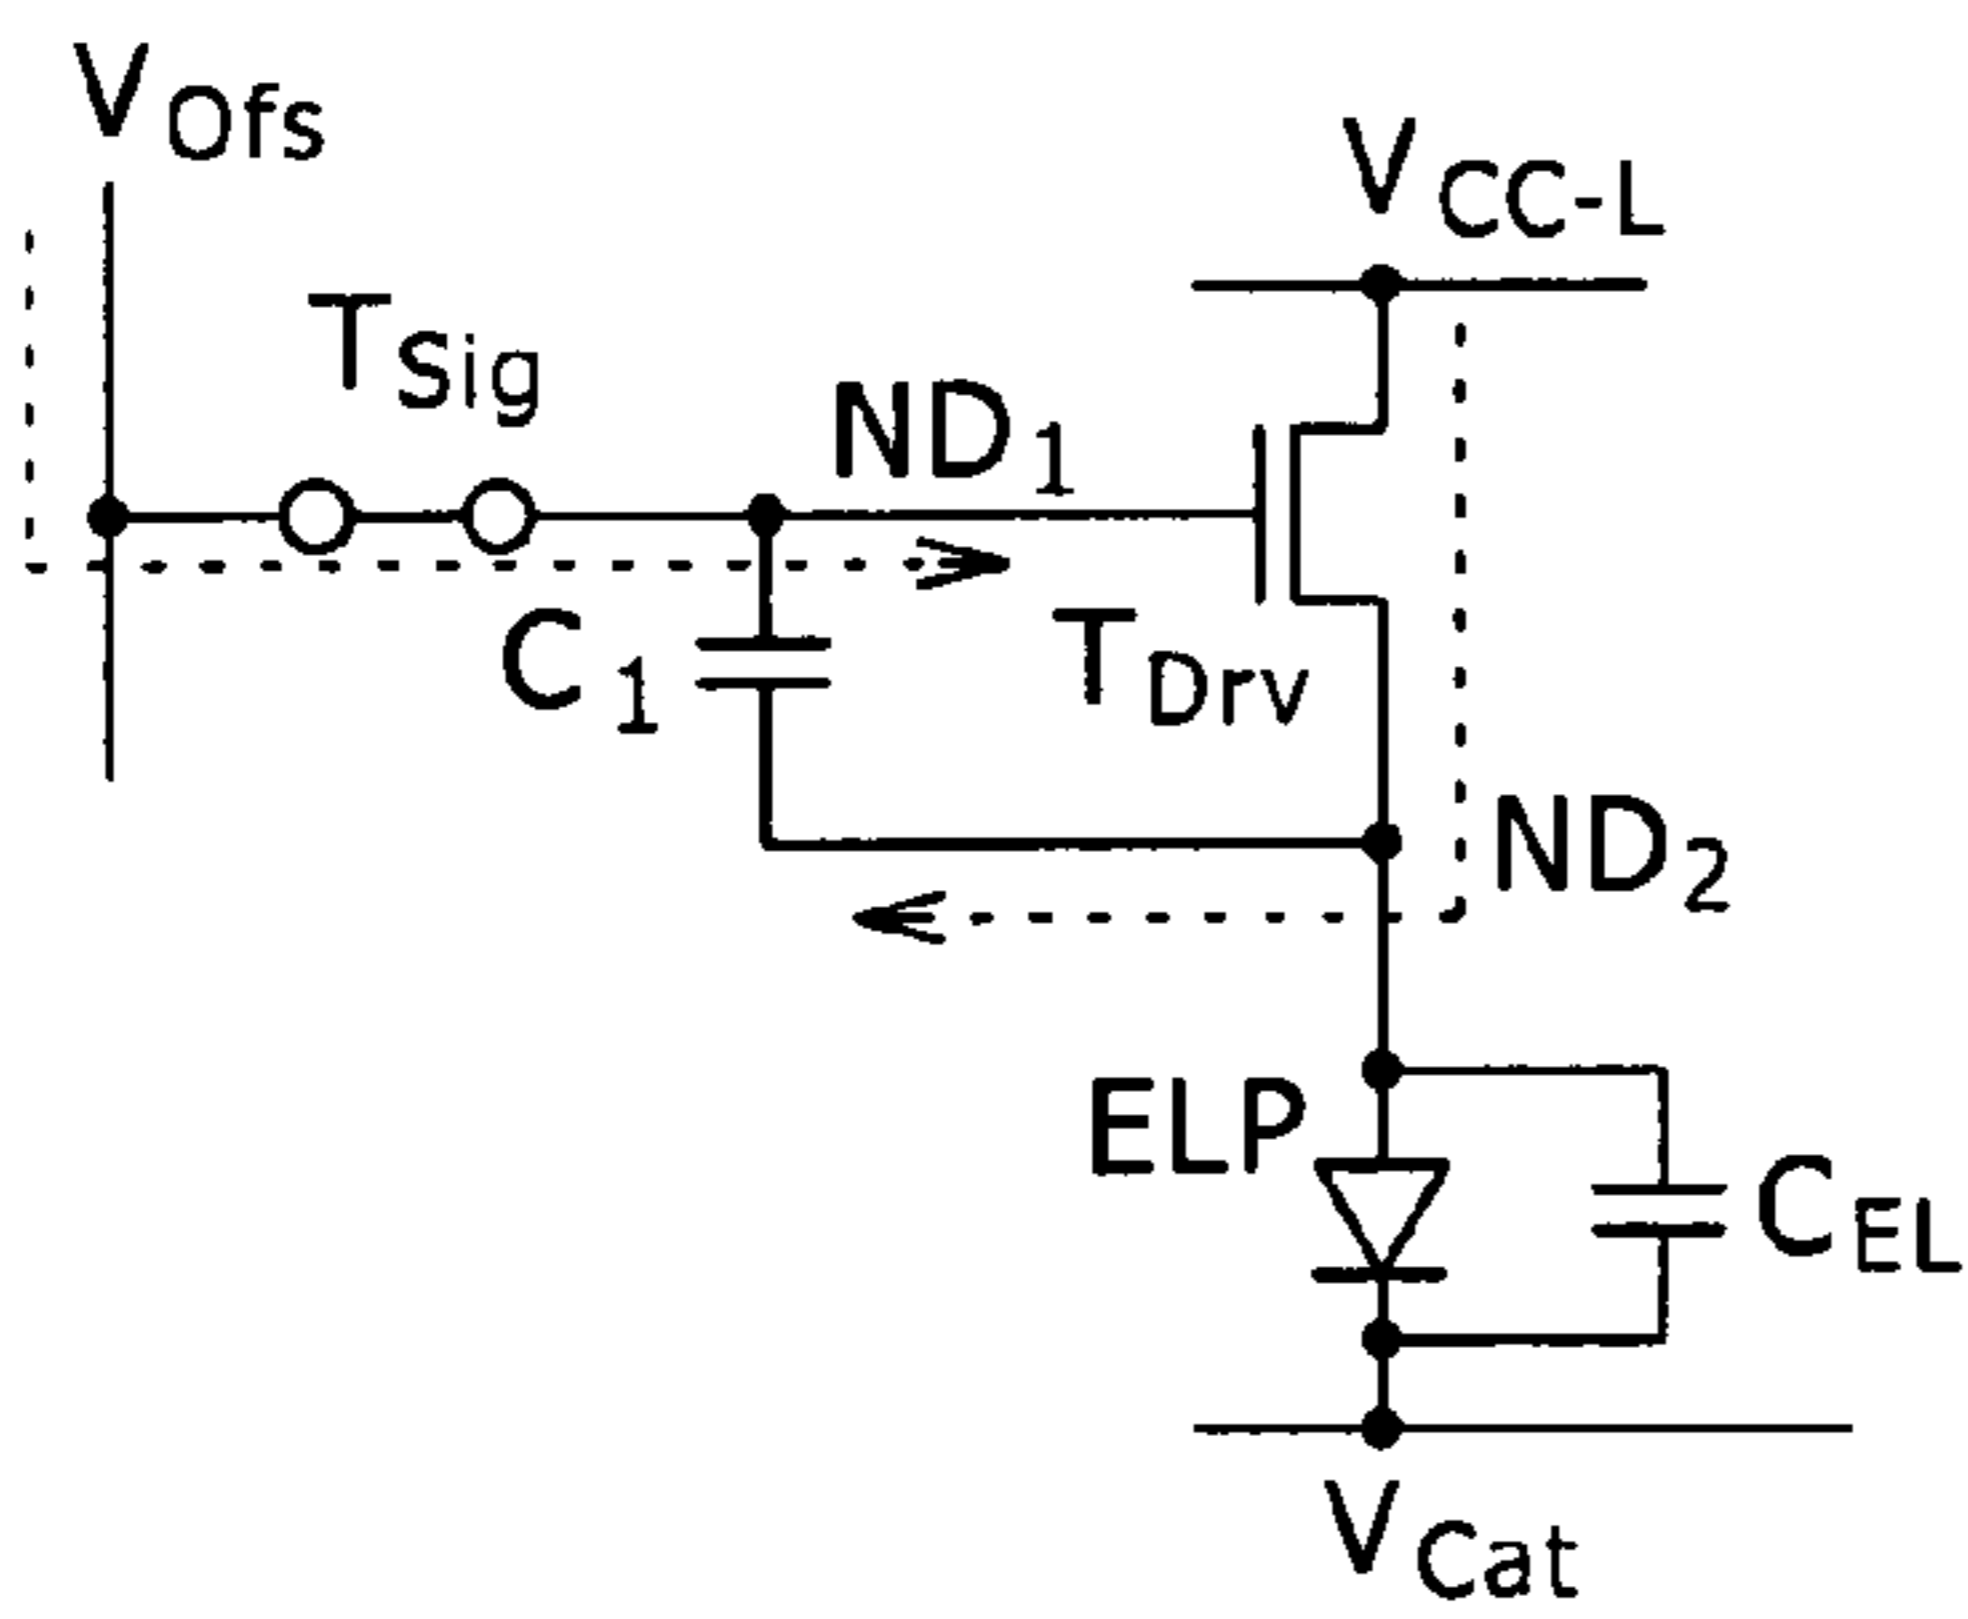 VOfs
VCC-L
TSig
ND1
C1
TDrv
ND2
ELP
CEL
VCat